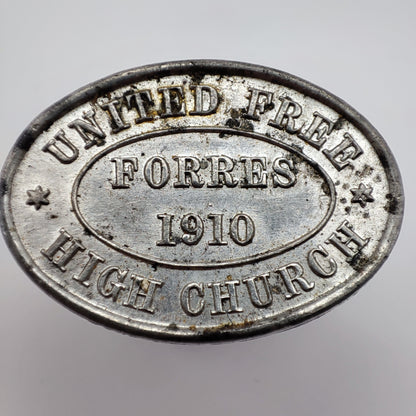 UNITED FREE
FORRES
1910
HIGH CHURCH